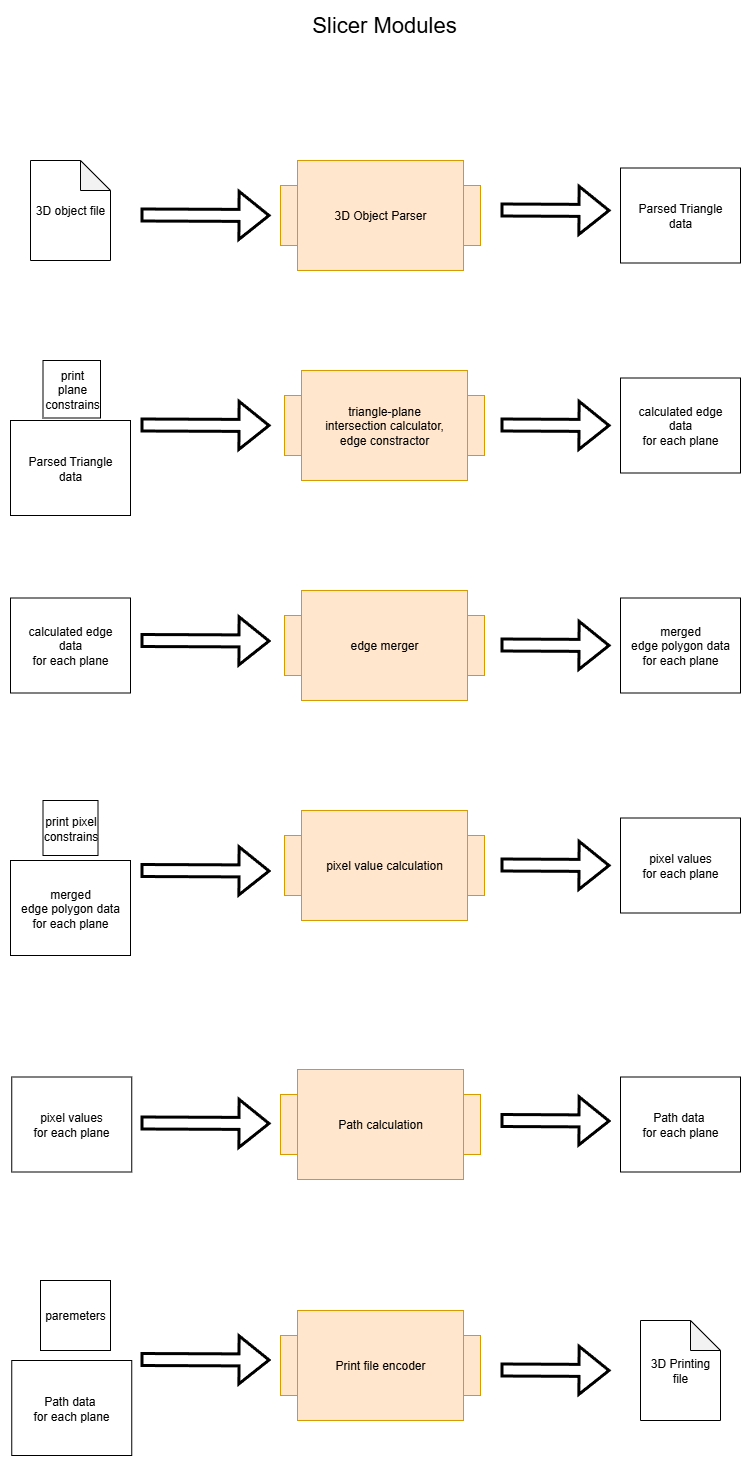 Slicer Modules
3D object file
3D Object Parser
Parsed Triangle
data
print
plane
constrains
Parsed Triangle
data
triangle-plane
intersection calculator,
edge constractor
calculated edge
data
for each plane
calculated edge
data
for each plane
edge merger
merged
edge polygon data
for each plane
print pixel
constrains
merged
edge polygon data
for each plane
pixel value calculation
pixel values
for each plane
pixel values
for each plane
Path calculation
Path data
for each plane
paremeters
Path data
for each plane
Print file encoder
3D Printing
file